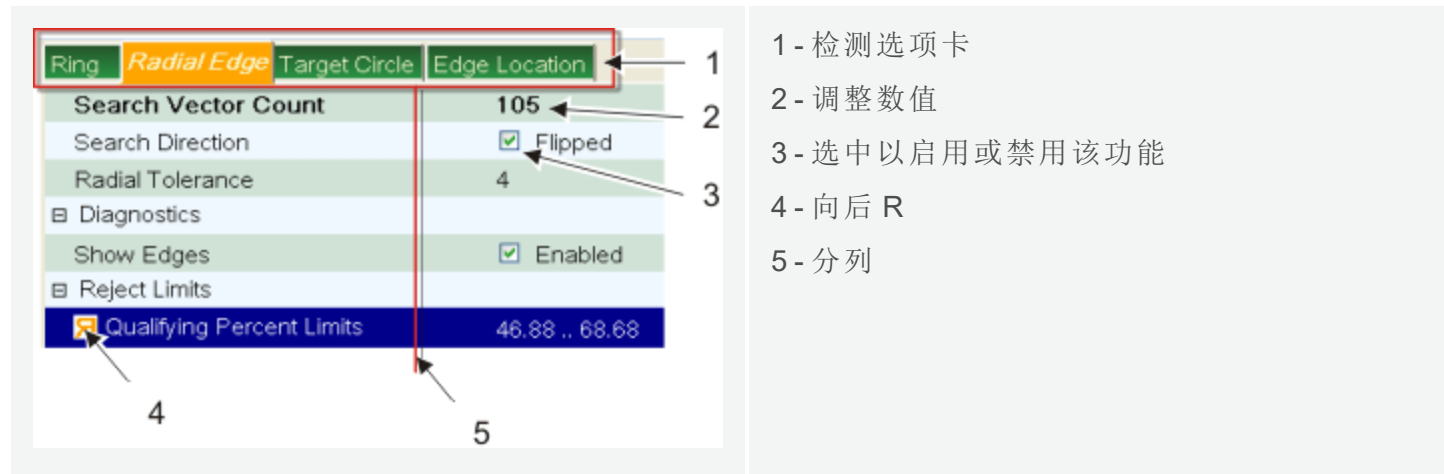 Ring Radial Edge Target Circle Edge Location 1
Search Vector Count 105 2
Search Direction Flipped
Radial Tolerance 4 3
Diagnostics
Show Edges Enabled
Reject Limits
Qualifying Percent Limits 46.88 .. 68.68
4 5
1 - 检测选项卡
2 - 调整数值
3 - 选中以启用或禁用该功能
4 - 向后 R
5 - 分列